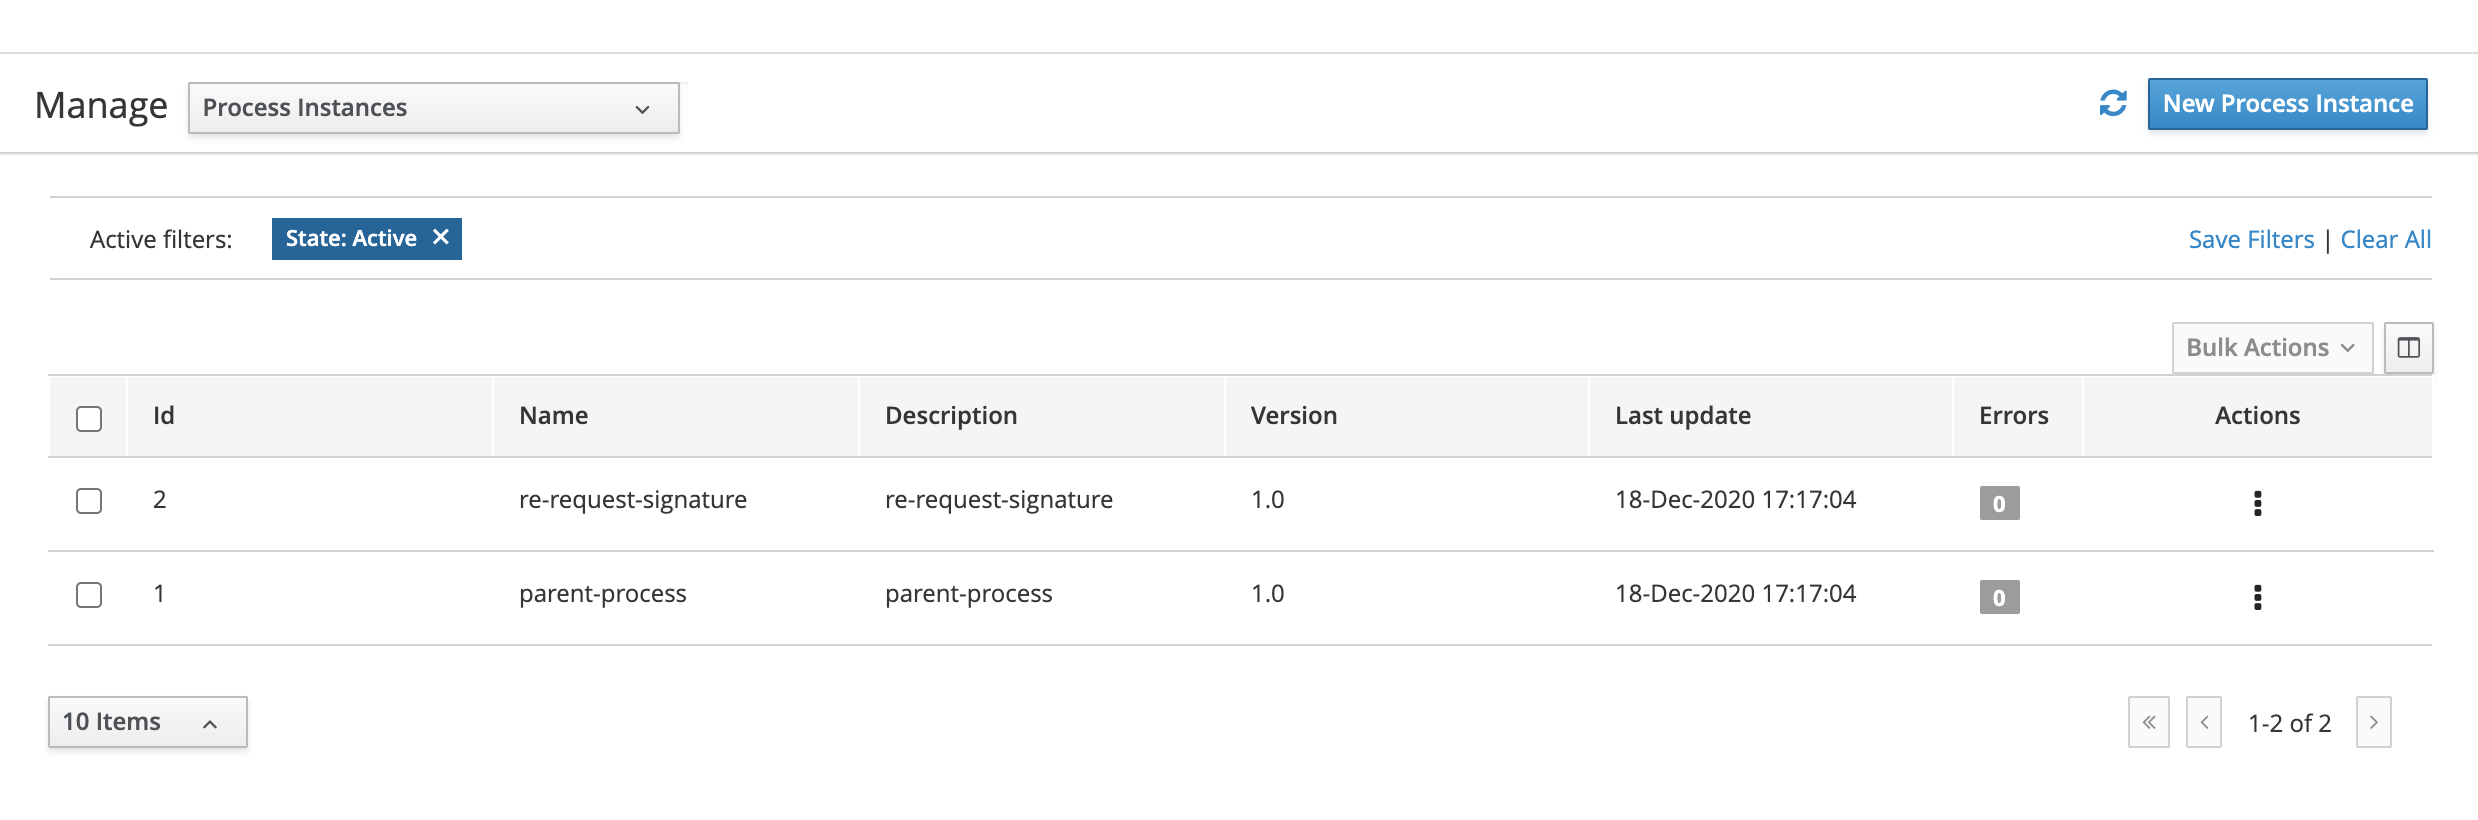 Manage Process Instances New Process Instance
Active filters: State: Active Save Filters | Clear All
Bulk Actions
Id Name Description Version Last update Errors Actions
2 re-request-signature re-request-signature 1.0 18-Dec-2020 17:17:04 0
1 parent-process parent-process 1.0 18-Dec-2020 17:17:04 0
10 Items 1-2 of 2